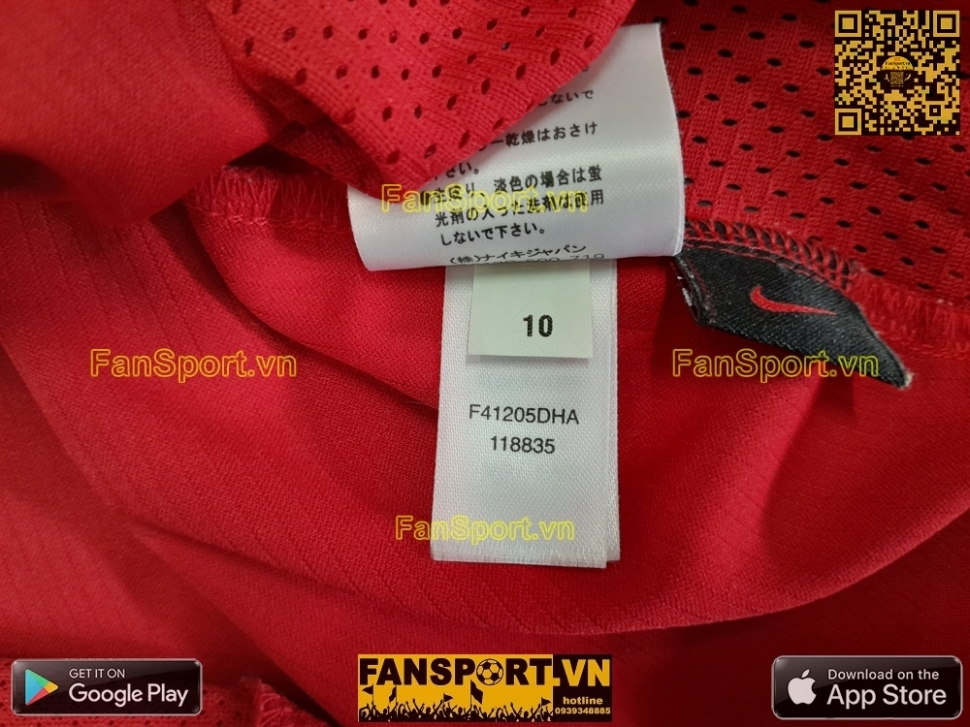 ないで
ー乾燥はおさけ
さい。
淡色の場合は蛍
光剤の入った洗剤は使用
しないで下さい。
(株)ナイキジャパン
FanSport.vn
10
FanSport.vn
FanSport.vn
F41205DHA
118835
FanSport.vn
GET IT ON
Google Play
FANSPORT.VN
hotline
0939348885
Download on the
App Store